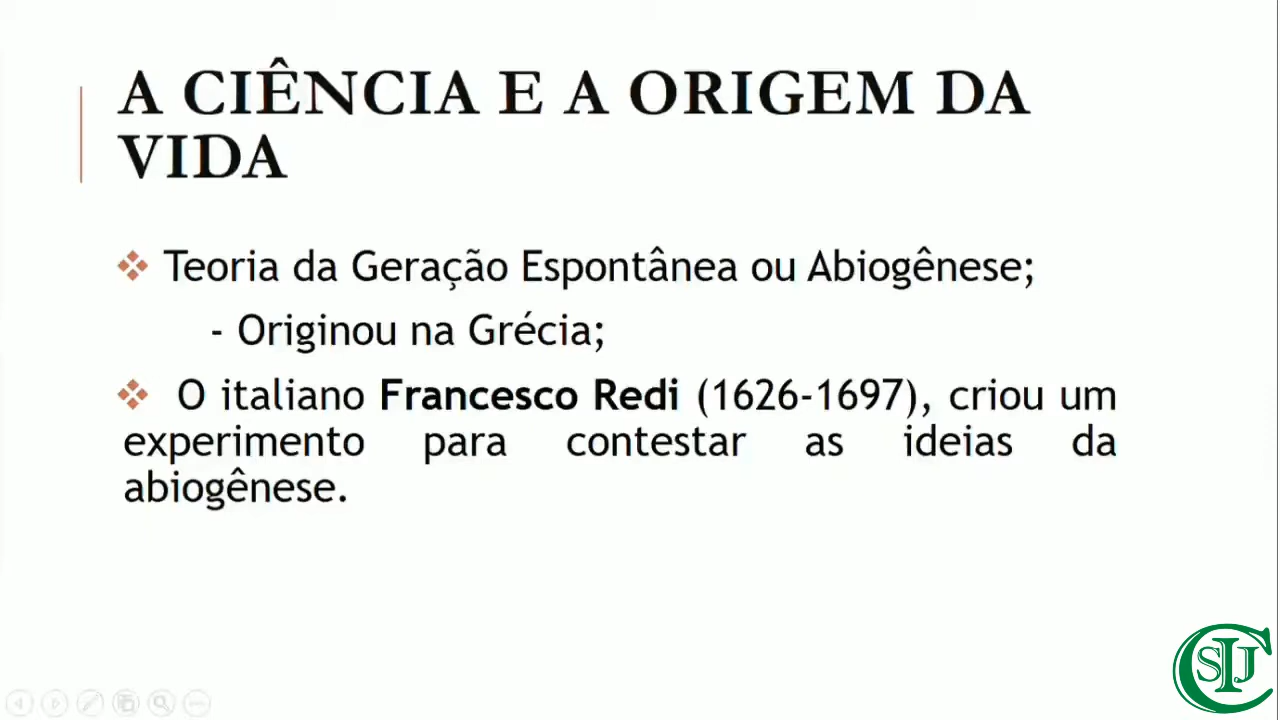 A CIÊNCIA E A ORIGEM DA
VIDA
Teoria da Geração Espontânea ou Abiogênese;
- Originou na Grécia;
O italiano Francesco Redi (1626-1697), criou um
experimento para contestar as ideias da
abiogênese.